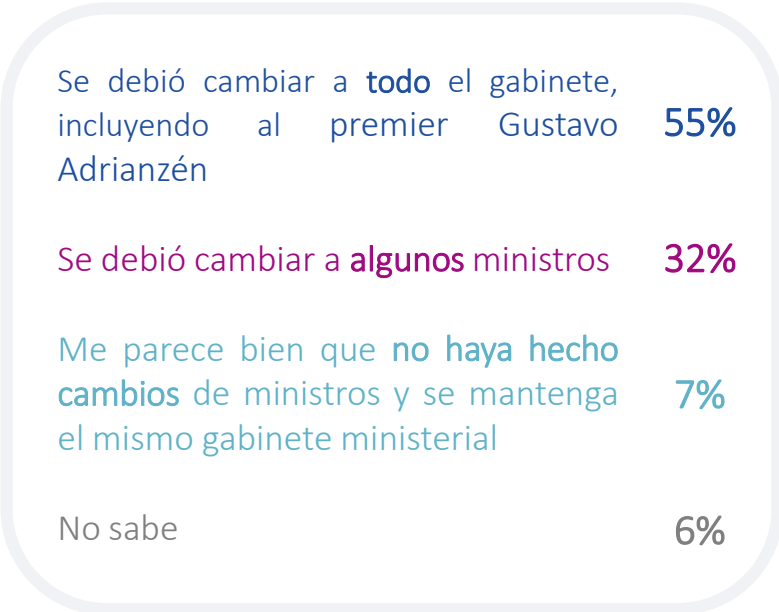 Se debió cambiar a todo el gabinete,
incluyendo al premier Gustavo
Adrianzén
55%
Se debió cambiar a algunos ministros 32%
Me parece bien que no haya hecho
cambios de ministros y se mantenga
el mismo gabinete ministerial
7%
No sabe 6%